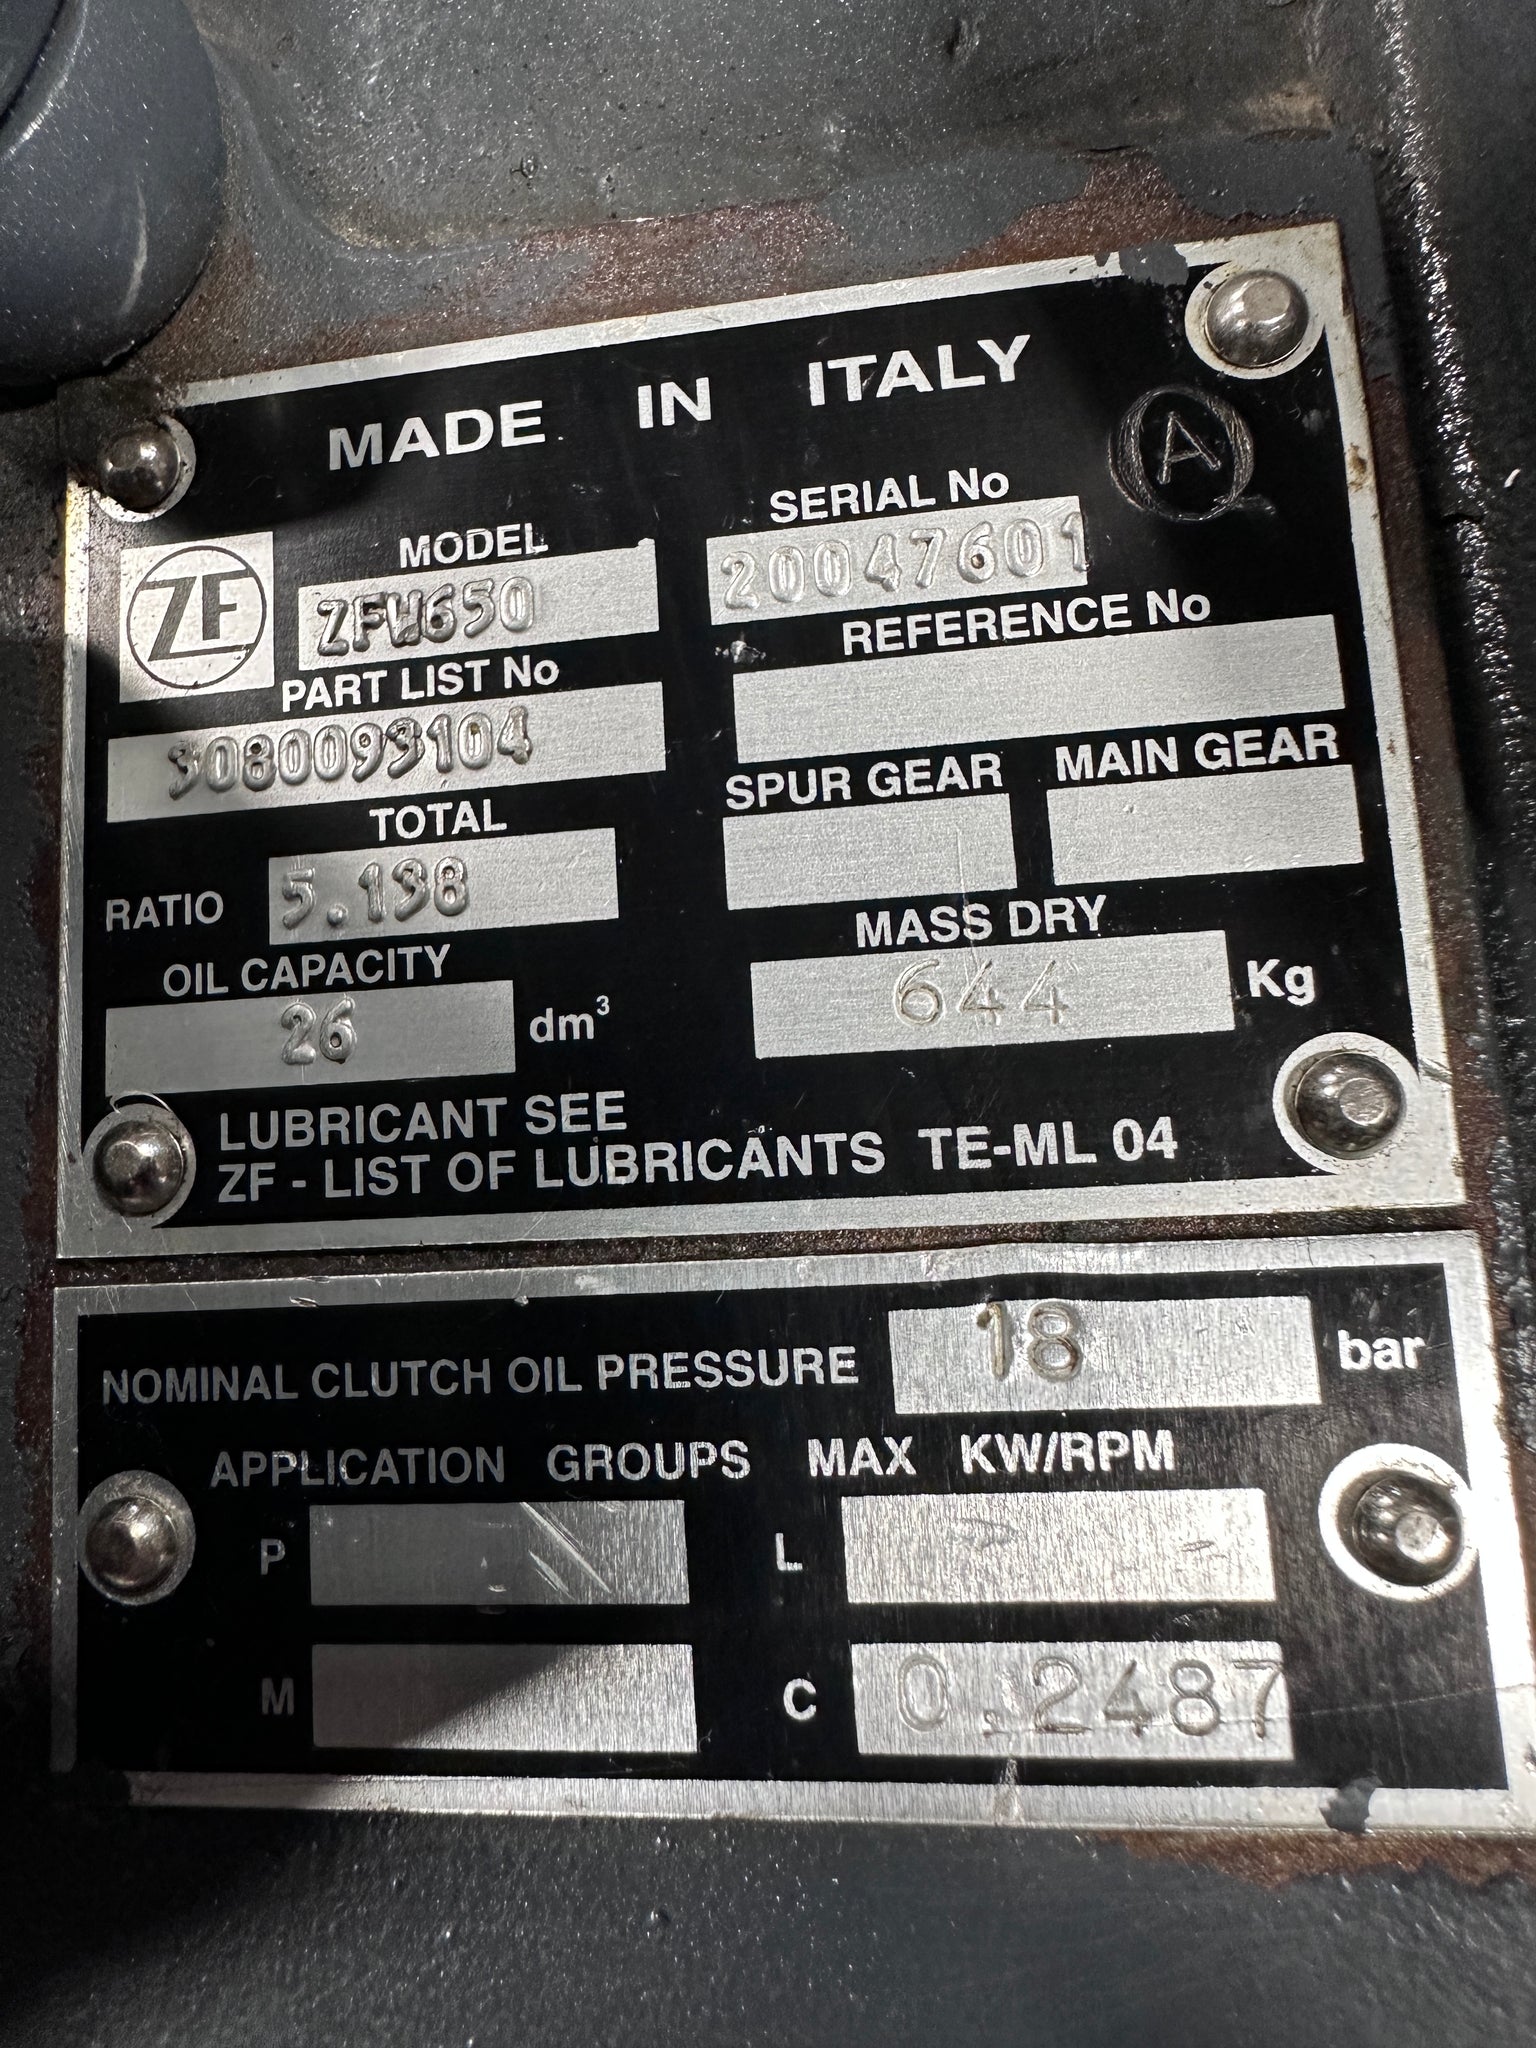 MADE IN ITALY
QA
ZF
MODEL
ZFW650
SERIAL No
20047601
PART LIST No
3080093104
REFERENCE No
TOTAL
RATIO 5.138
SPUR GEAR MAIN GEAR
OIL CAPACITY
26 dm³
MASS DRY
644 Kg
LUBRICANT SEE
ZF - LIST OF LUBRICANTS TE-ML 04
NOMINAL CLUTCH OIL PRESSURE 18 bar
APPLICATION GROUPS MAX KW/RPM
P L
M C 0.2487